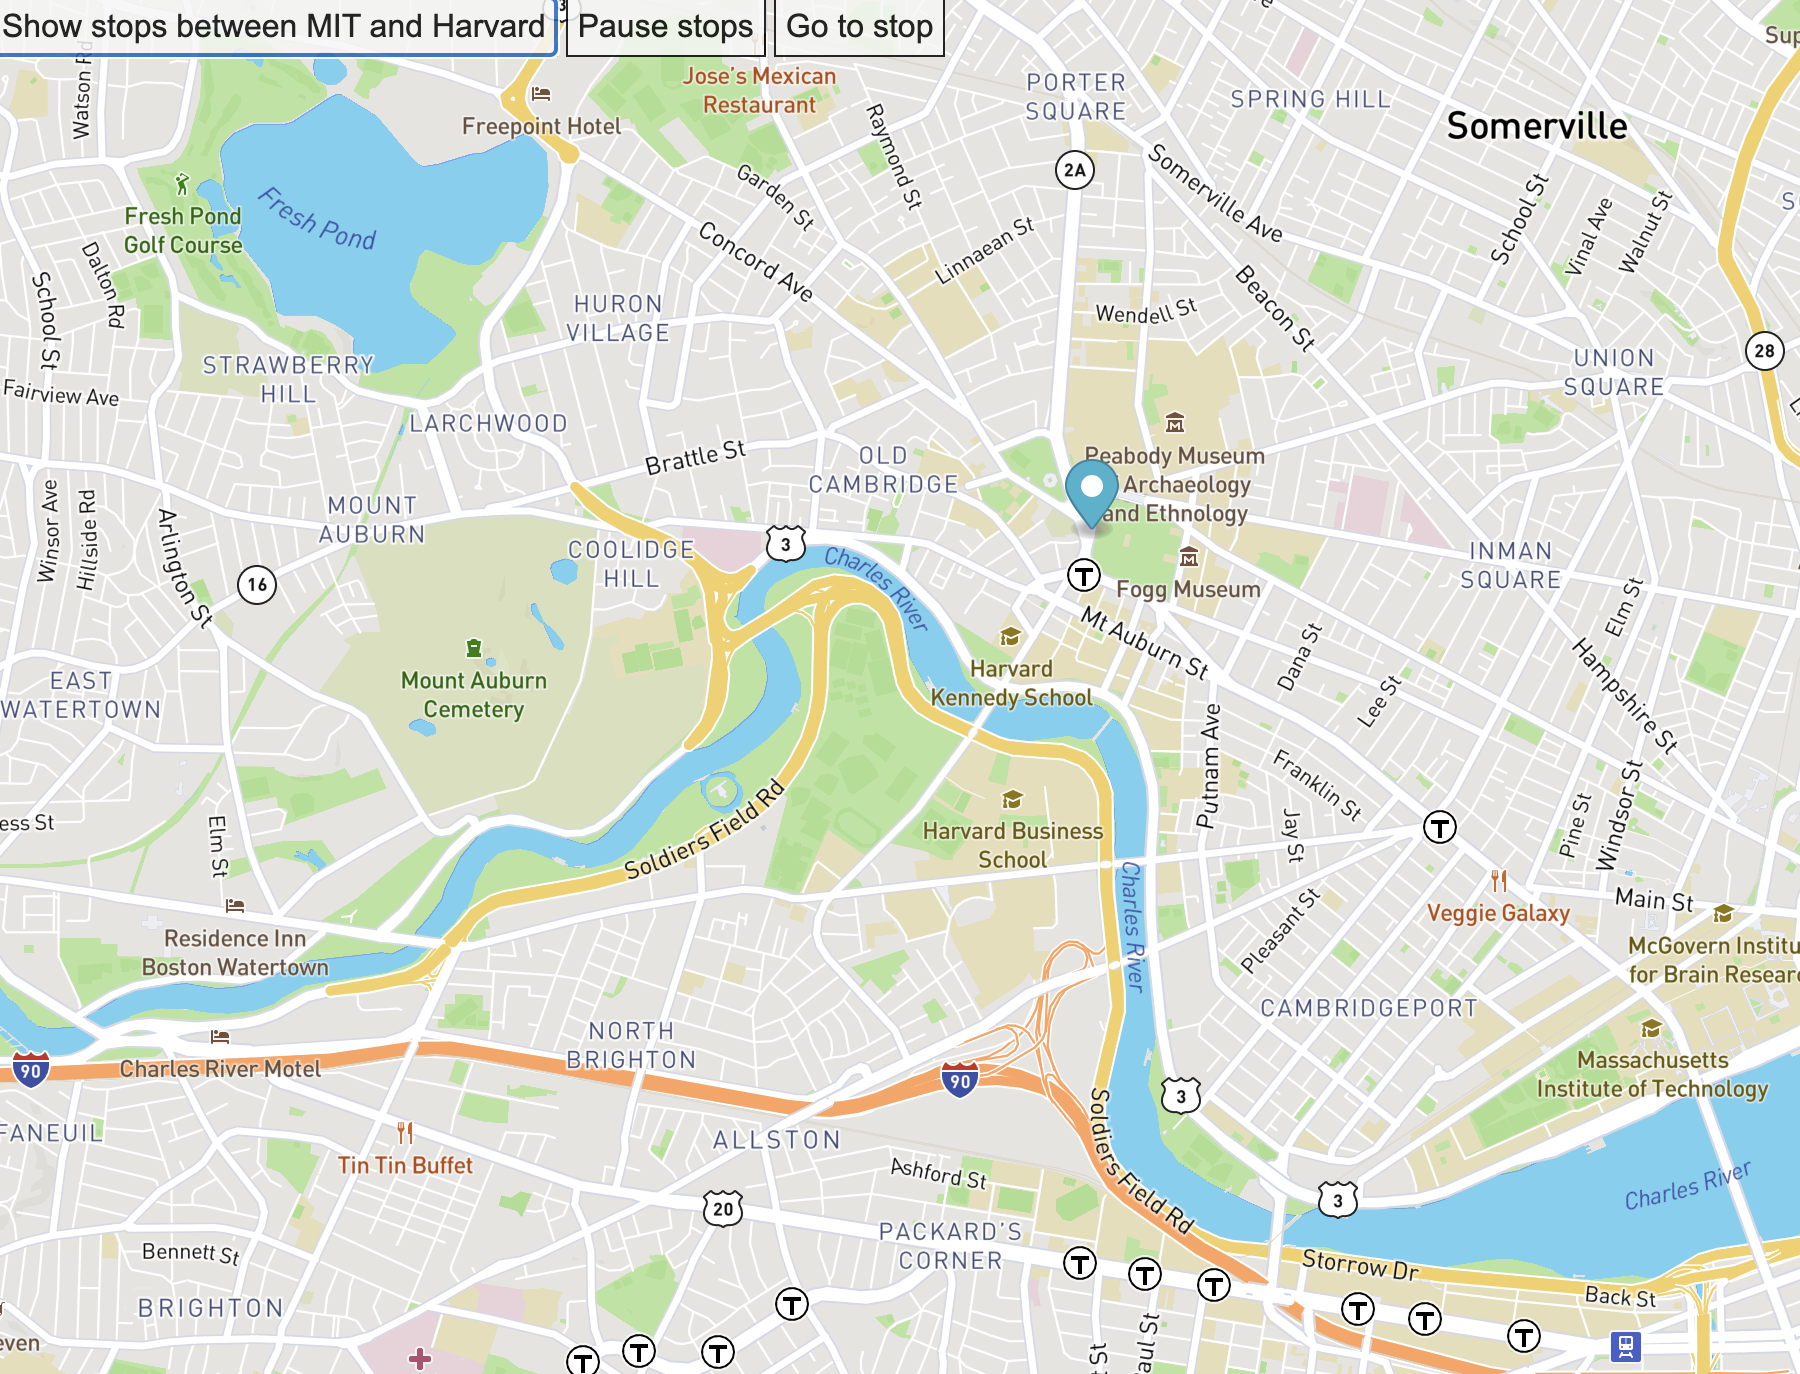 Show stops between MIT and Harvard
Pause stops
Go to stop
3
Watson Rd
Jose's Mexican
Restaurant
Freepoint Hotel
PORTER
SQUARE
SPRING HILL
Somerville
Raymond St
2A
Somerville Ave
School St
Vinal Ave
Walnut St
Fresh Pond
Golf Course
Fresh Pond
Garden St
Concord Ave
Linnaean St
Dalton Rd
School St
HURON
VILLAGE
Wendell St
Beacon St
28
UNION
SQUARE
STRAWBERRY
HILL
Fairview Ave
LARCHWOOD
Brattle St
OLD
CAMBRIDGE
Peabody Museum
Archaeology
and Ethnology
Winsor Ave
Hillside Rd
MOUNT
AUBURN
Arlington St
16
COOLIDGE
HILL
3
Charles River
T
Fogg Museum
INMAN
SQUARE
Elm St
Mt Auburn St
Dana St
Hampshire St
Mount Auburn
Cemetery
EAST
WATERTOWN
Harvard
Kennedy School
Lee St
Putnam Ave
Franklin St
Windsor St
Pine St
Jay St
T
ess St
Elm St
Soldiers Field Rd
Harvard Business
School
Charles River
Veggie Galaxy
Main St
Pleasant St
Residence Inn
Boston Watertown
McGovern Institu
for Brain Resear
CAMBRIDGEPORT
NORTH
BRIGHTON
Charles River Motel
90
90
3
Massachusetts
Institute of Technology
FANEUIL
ALLSTON
Tin Tin Buffet
Ashford St
Soldiers Field Rd
20
3
Charles River
PACKARD'S
CORNER
Bennett St
T
T
T
Storrow Dr
Back St
BRIGHTON
T
T
T
T
even
T
T
T
aul St
St